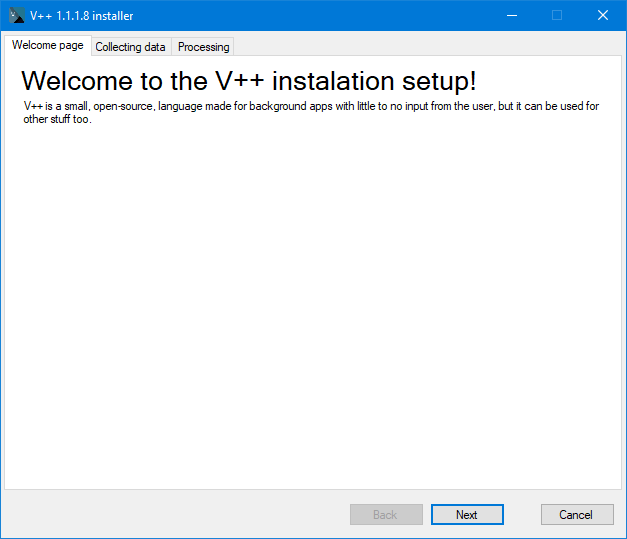 V++ 1.1.1.8 installer
Welcome page Collecting data Processing
Welcome to the V++ instalation setup!
V++ is a small, open-source, language made for background apps with little to no input from the user, but it can be used for
other stuff too.
Back Next Cancel